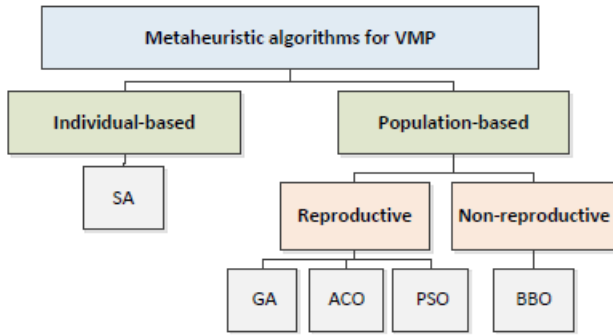 Metaheuristic algorithms for VMP
Individual-based
Population-based
SA
Reproductive
Non-reproductive
GA
ACO
PSO
BBO